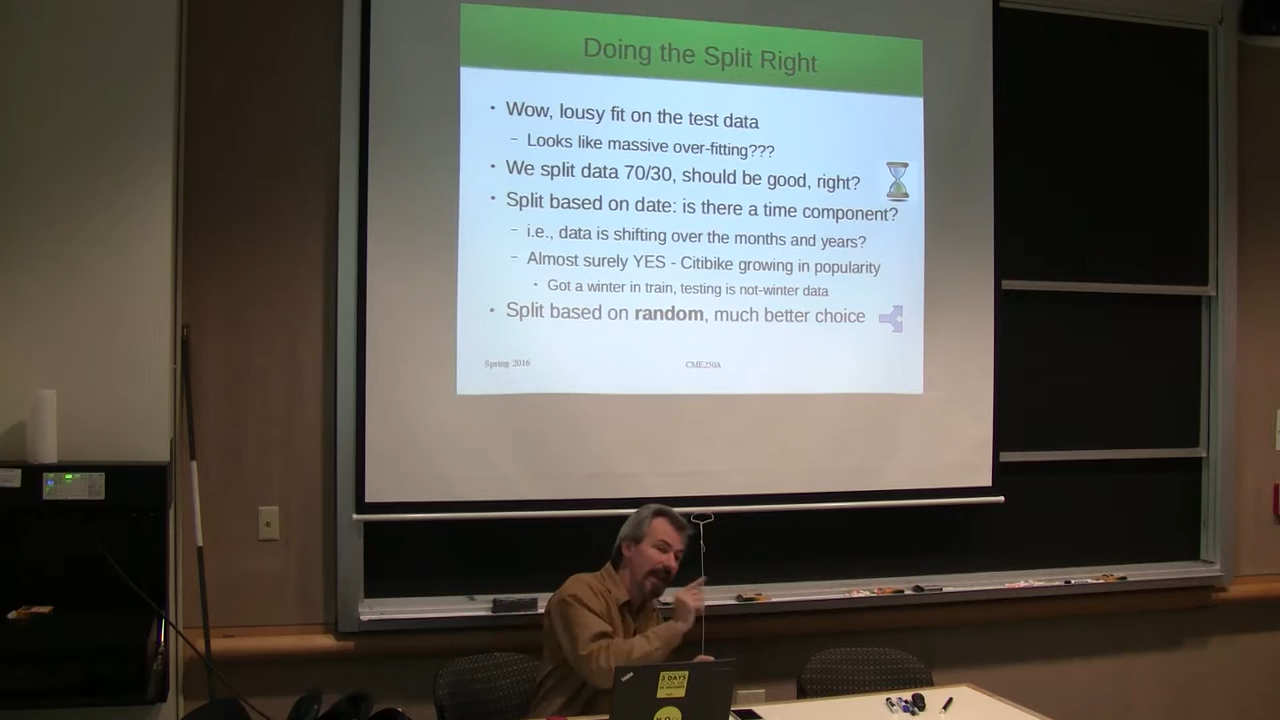 Doing the Split Right
• Wow, lousy fit on the test data
– Looks like massive over-fitting???
• We split data 70/30, should be good, right?
• Split based on date: is there a time component?
– i.e., data is shifting over the months and years?
– Almost surely YES - Citibike growing in popularity
• Got a winter in train, testing is not-winter data
• Split based on random, much better choice
Spring 2016
CME250A
3 DAYS